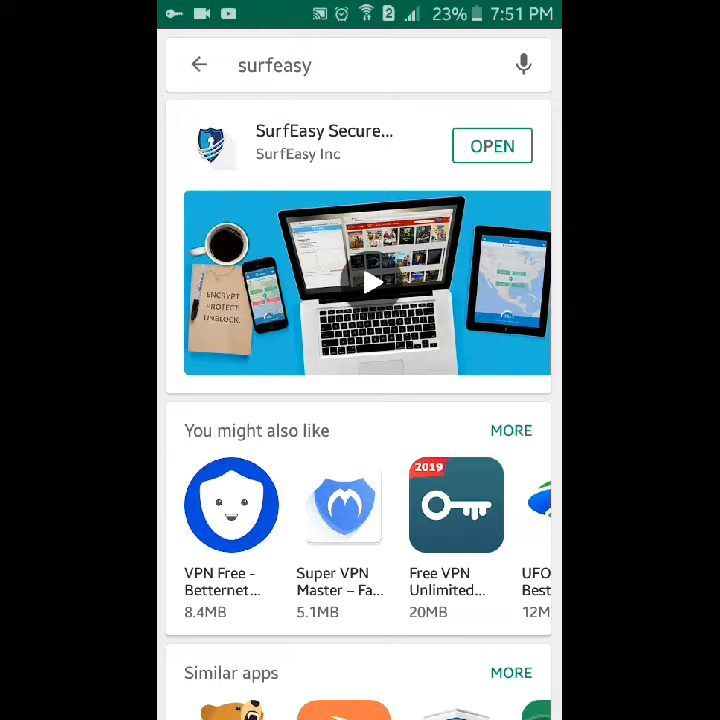 2 23% 7:51 PM
surfeasy
SurfEasy Secure...
SurfEasy Inc
OPEN
ENCRYPT
PROTECT
UNBLOCK.
You might also like
MORE
2019
VPN Free -
Betternet...
8.4MB
Super VPN
Master – Fa...
5.1MB
Free VPN
Unlimited...
20MB
UFO
Best
12M
Similar apps
MORE